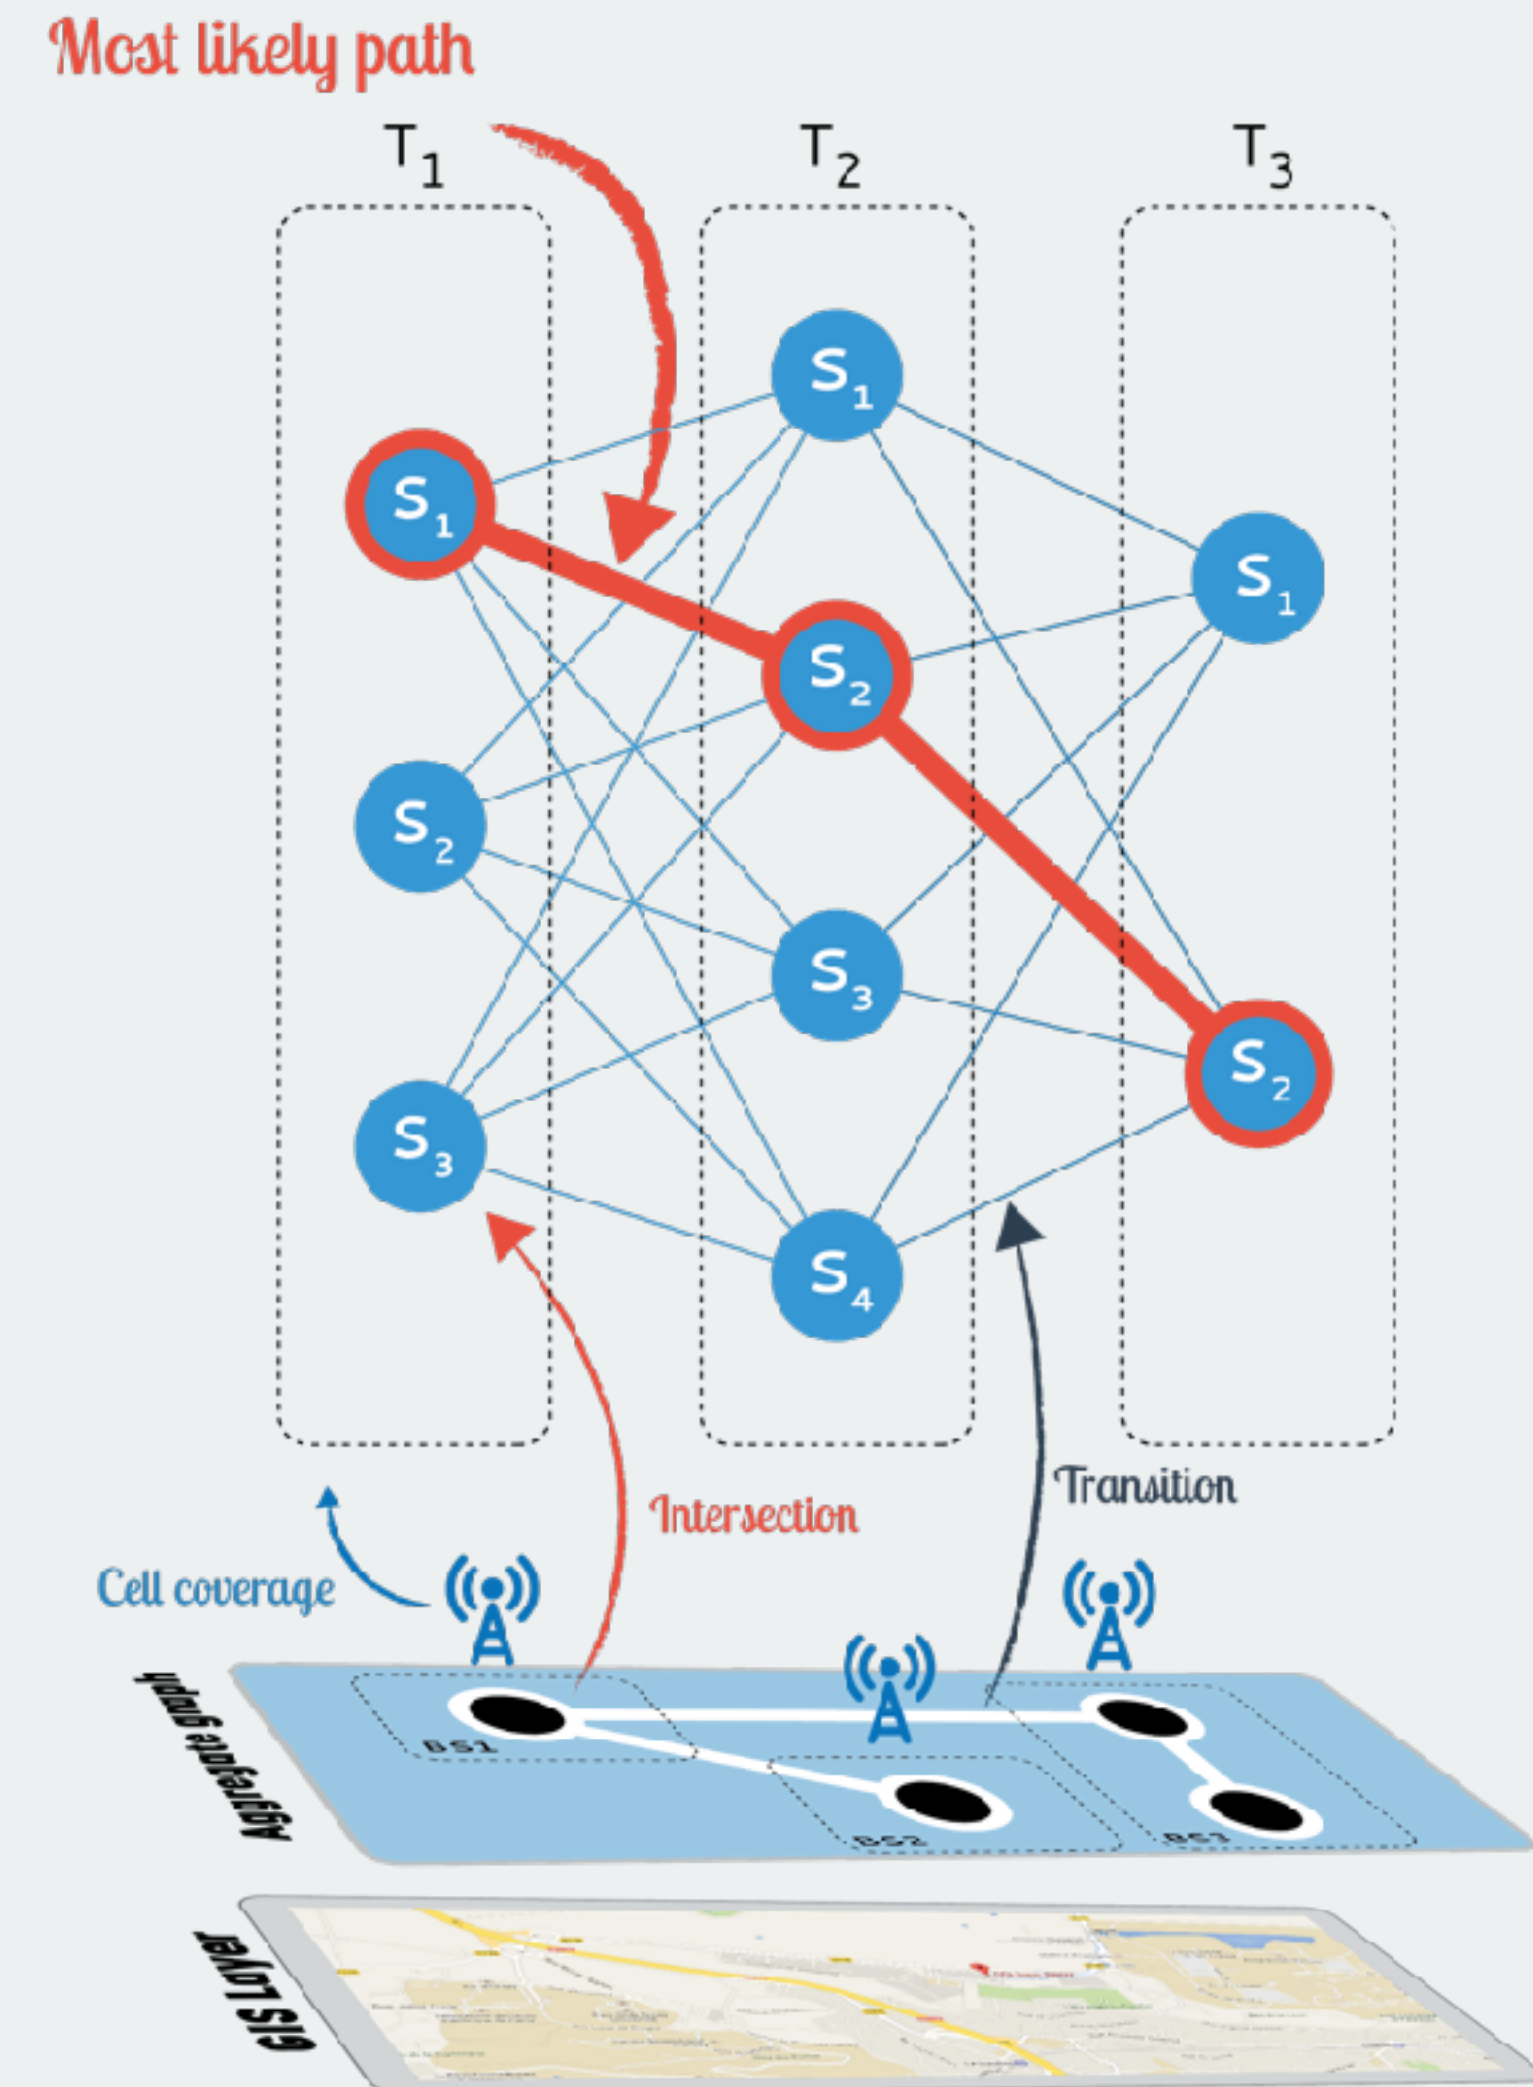 Most likely path
T1 T2 T3
S1
S1
S1
S2
S2
S3
S2
S3
S4
Transition
Intersection
Cell coverage
Aggregate graph
BS1
BS2
BS3
GIS Layer